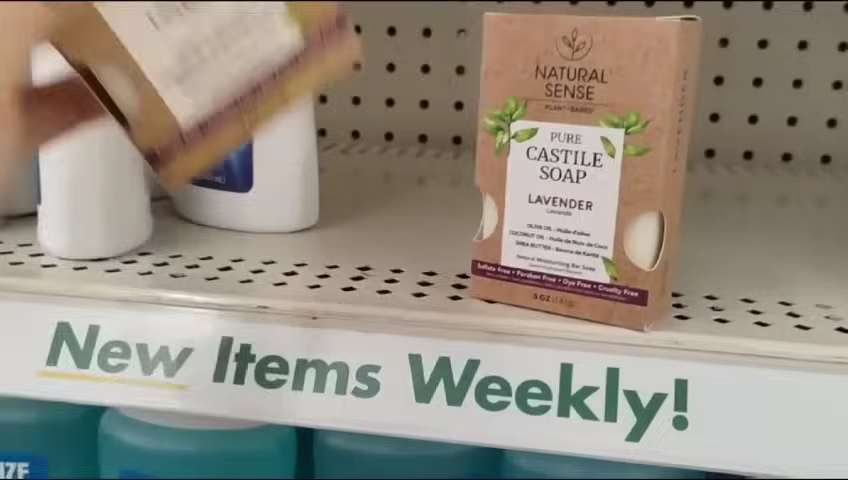 NATURAL
SENSE
PLANT-BASED
PURE
CASTILE
SOAP
LAVENDER
Lavande
OLIVE OIL - Huile d'olive
COCONUT OIL - Huile de Noix de Coco
SHEA BUTTER - Beurre de Karité
Natural Moisturizing Bar Soap
Sulfate Free • Paraben Free • Dye Free • Cruelty Free
5 OZ
LAVENDER
New Items Weekly!